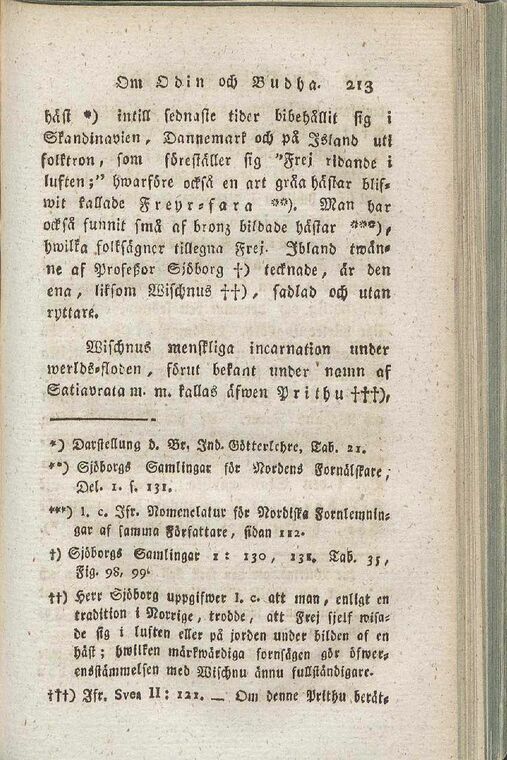 Om Odin och Budha. 213
häst *) intill sednaste tider bibehållit sig i
Skandinavien, Dannemark och på Island uti
folktron, som föreställer sig "Frej ridande i
luften;" hwarföre också en art gråa hästar blif-
wit kallade Freyr-fara **). Man har
också funnit små af bronz bildade hästar ***),
hwilka folksägner tillegna Frej. Ibland twän-
ne af Professor Sjöborg †) tecknade, är den
ena, liksom Wischnus ††), sadlad och utan
ryttare.
Wischnus menskliga incarnation under
werlds-floden, förut bekant under namn af
Satiavrata m. m. kallas äfwen Prithu †††),
*) Darstellung d. Br. Ind. Götterlehre, Tab. 21.
**) Sjöborgs Samlingar för Nordens Fornälskare,
Del. 1. s. 131.
***) l. c. Jfr. Nomenclatur för Nordiska Fornlemnin-
gar af samma Författare, sidan 112.
†) Sjöborgs Samlingar 1: 130, 131. Tab. 35,
Fig. 98, 99.
††) Herr Sjöborg uppgifwer l. c. att man, enligt en
tradition i Norrige, trodde, att Frej sjelf wisa-
de sig i luften eller på jorden under bilden af en
häst; hwilken märkwärdiga fornsägen gör öfwer-
ensstämmelsen med Wischnu ännu fullständigare.
†††) Jfr. Svea II: 121. — Om denne Prithu berät-